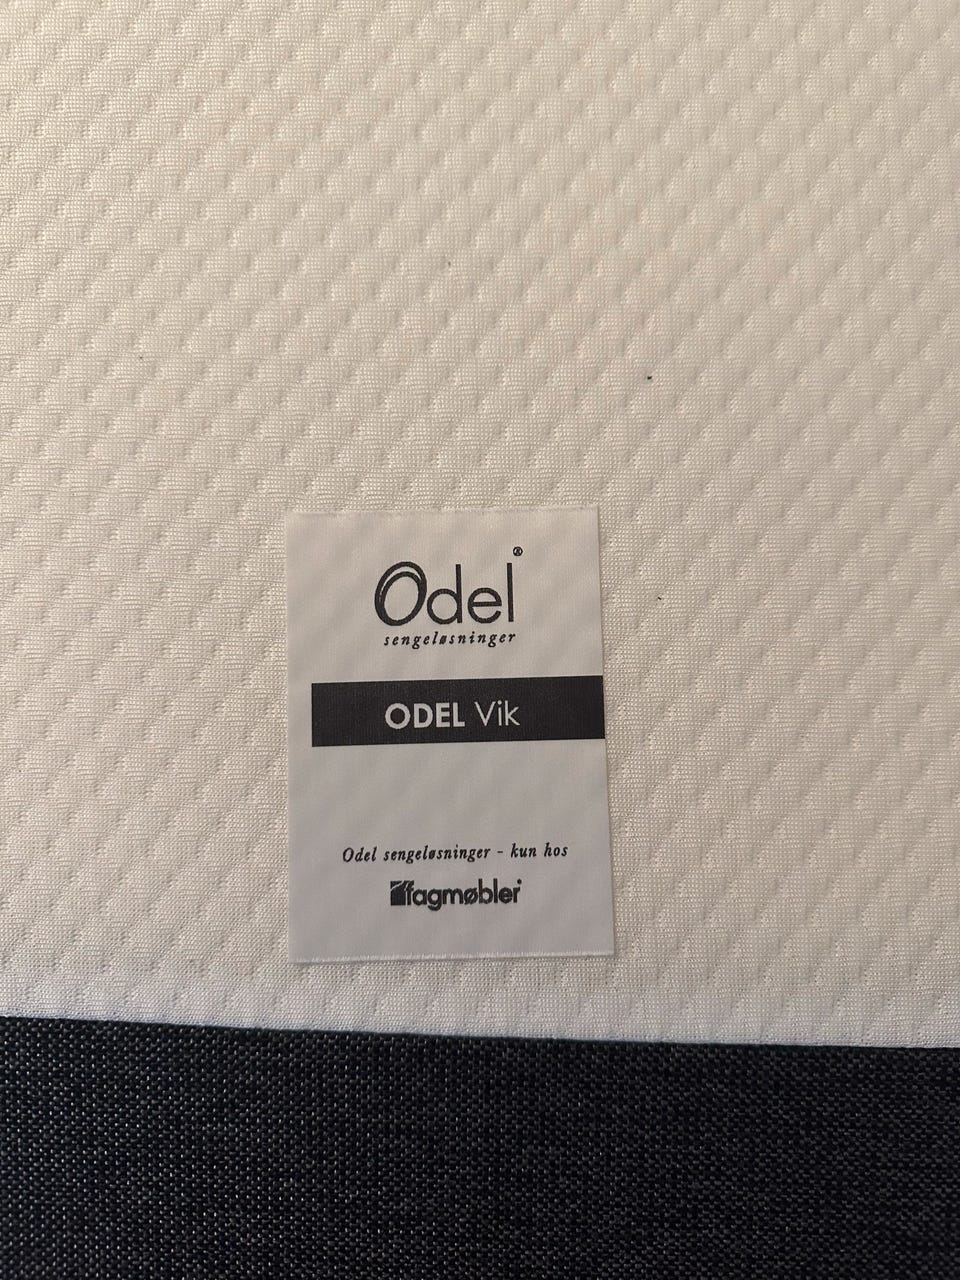 Odel®
sengeløsninger
ODEL Vik
Odel sengeløsninger - kun hos
fagmøbler